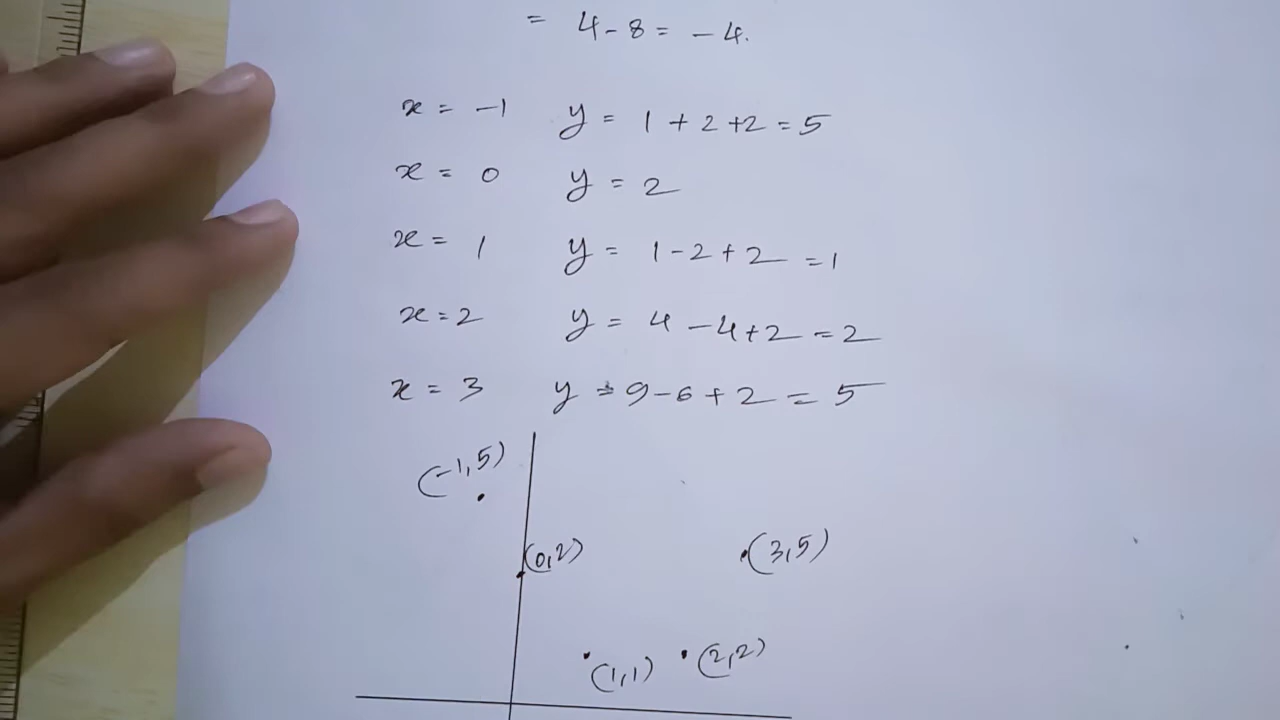 = 4 - 8 = -4.
x = -1 y = 1 + 2 + 2 = 5
x = 0 y = 2
x = 1 y = 1 - 2 + 2 = 1
x = 2 y = 4 - 4 + 2 = 2
x = 3 y = 9 - 6 + 2 = 5
(-1, 5)
(0, 2)
(3, 5)
(1, 1)
(2, 2)